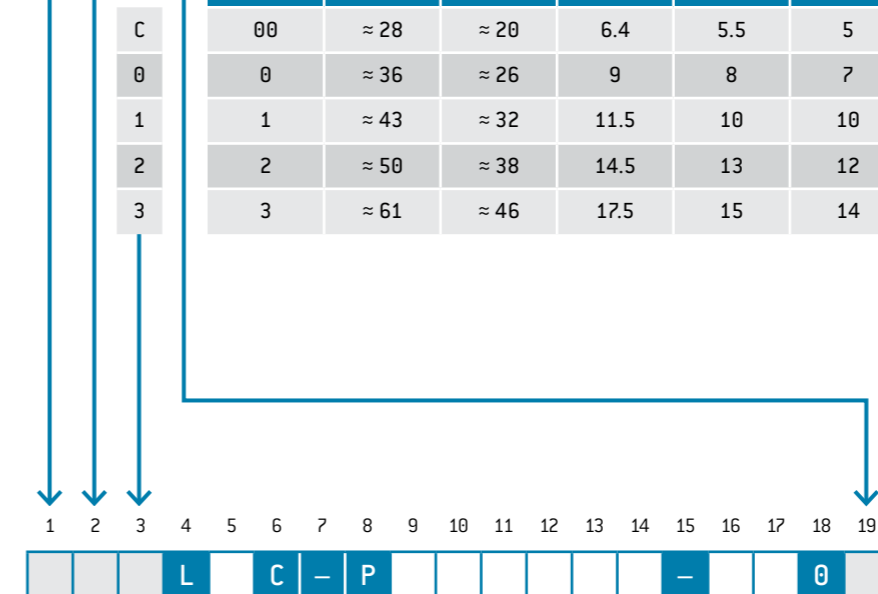 C 00 ≈ 28 ≈ 20 6.4 5.5 5
0 0 ≈ 36 ≈ 26 9 8 7
1 1 ≈ 43 ≈ 32 11.5 10 10
2 2 ≈ 50 ≈ 38 14.5 13 12
3 3 ≈ 61 ≈ 46 17.5 15 14
1 2 3 4 5 6 7 8 9 10 11 12 13 14 15 16 17 18 19
L C – P – 0